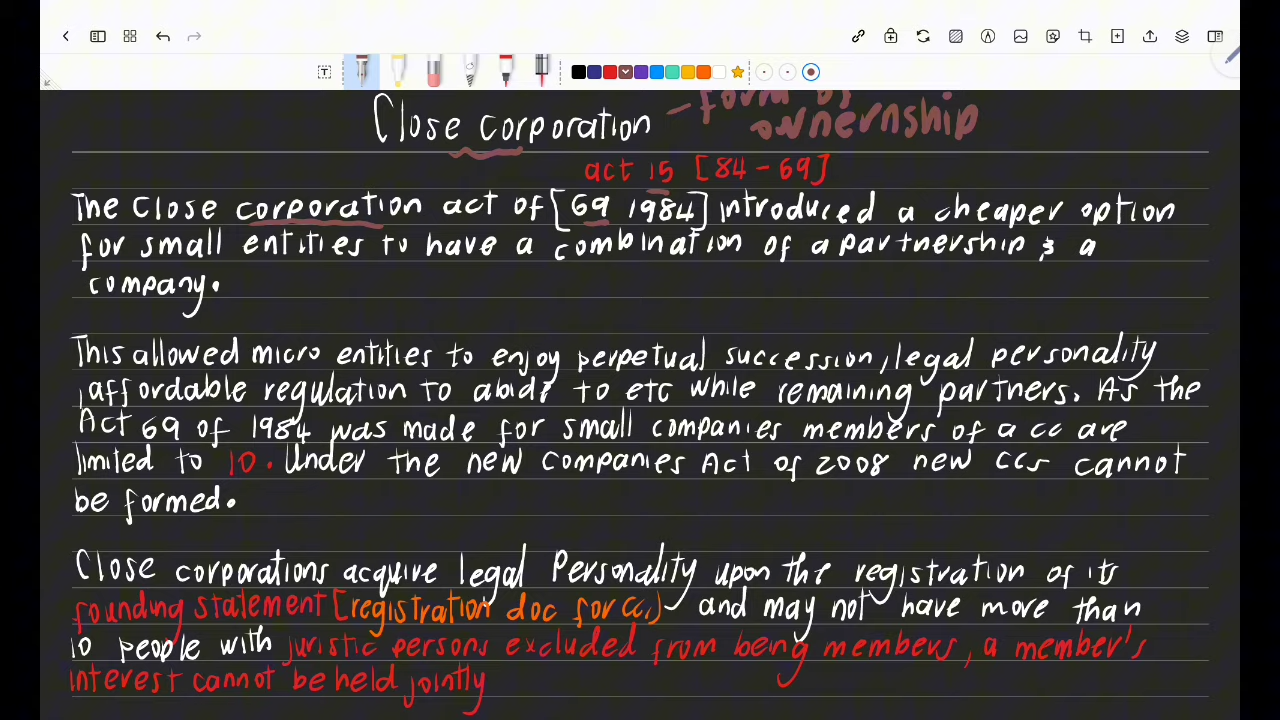 Close corporation - form of
ownernship
act 15 [84-69]
The Close corporation act of [69 1984] introduced a cheaper option
for small entities to have a combination of a partnership & a
company.
This allowed micro entities to enjoy perpetual succession, legal personality
, affordable regulation to abide to etc while remaining partners. As the
Act 69 of 1984 was made for small companies members of a cc are
limited to 10. Under the new companies Act of 2008 new CCs cannot
be formed.
Close corporations acquire legal Personality upon the registration of its
founding statement [registration doc for cc.) and may not have more than
10 people with juristic persons excluded from being members, a member's
interest cannot be held jointly